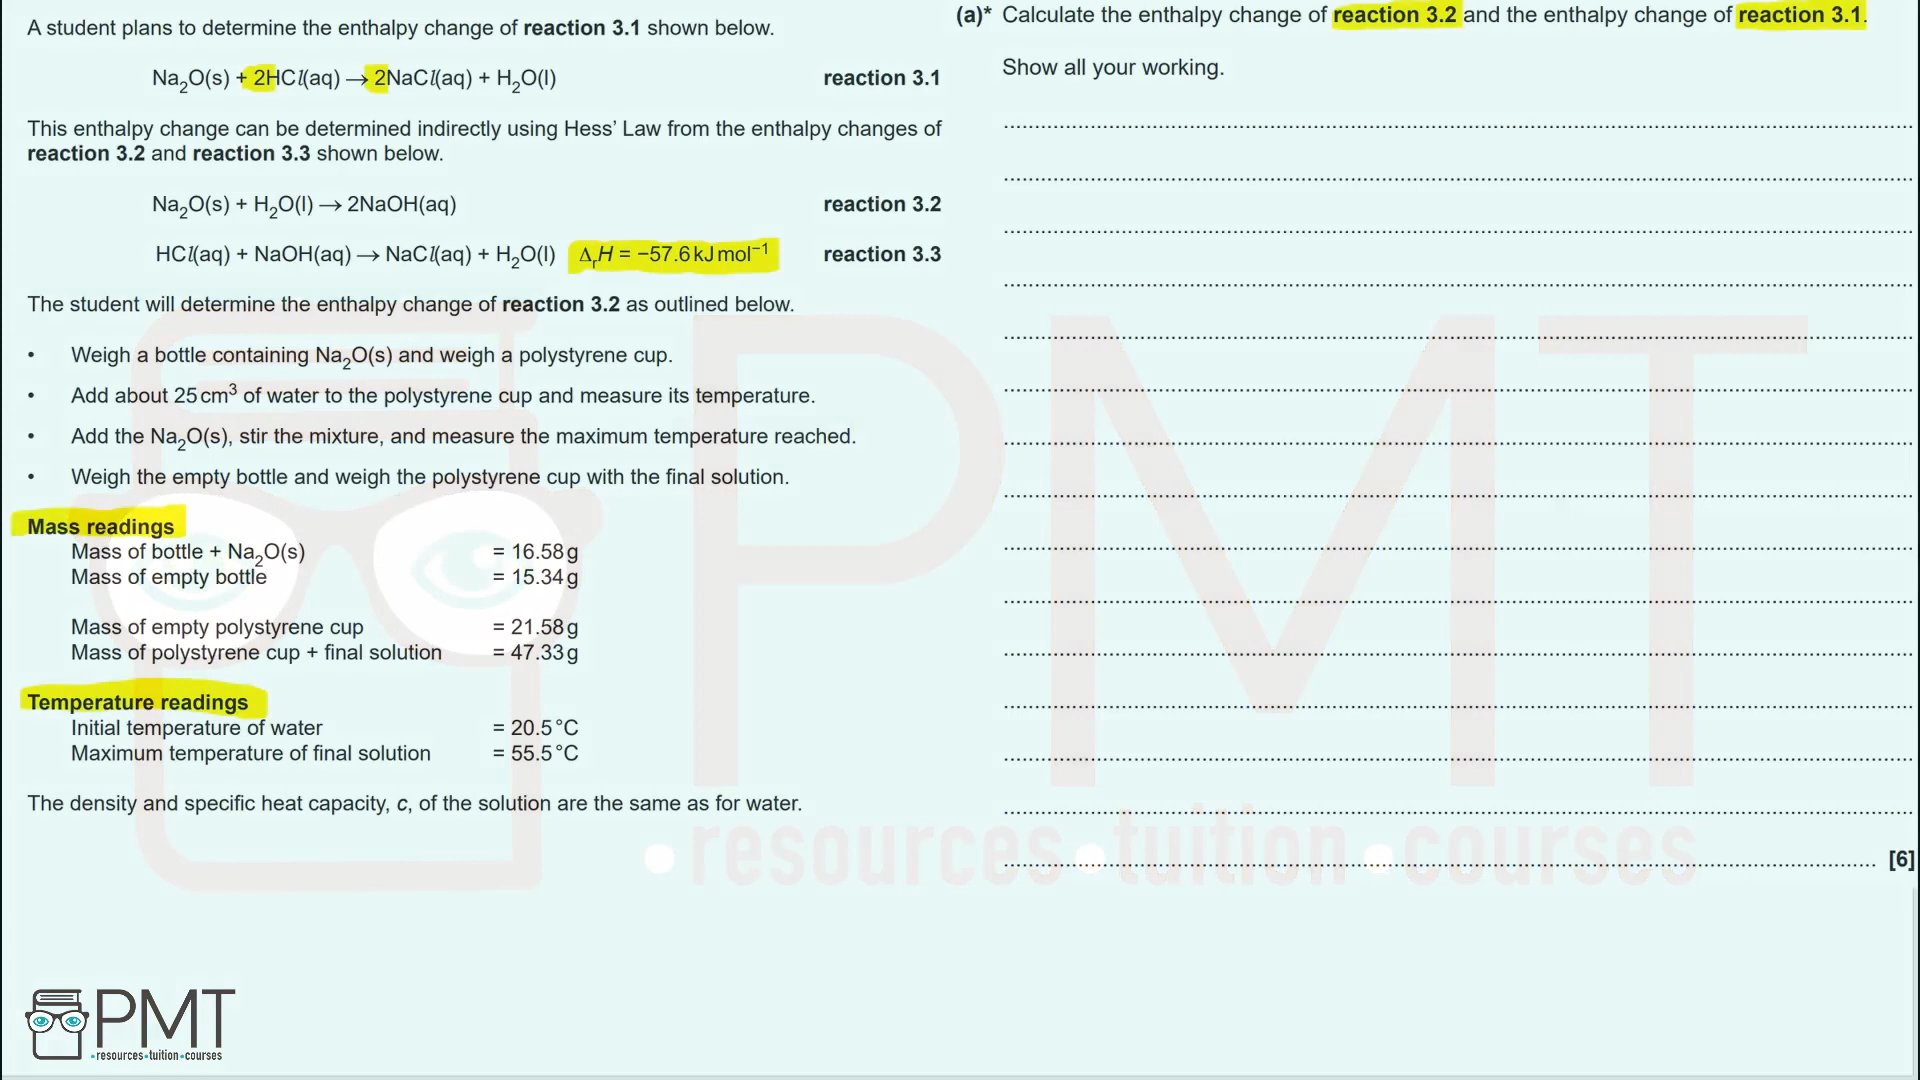 A student plans to determine the enthalpy change of reaction 3.1 shown below.
Na₂O(s) + 2HCl(aq) → 2NaCl(aq) + H₂O(l) reaction 3.1
This enthalpy change can be determined indirectly using Hess’ Law from the enthalpy changes of
reaction 3.2 and reaction 3.3 shown below.
Na₂O(s) + H₂O(l) → 2NaOH(aq) reaction 3.2
HCl(aq) + NaOH(aq) → NaCl(aq) + H₂O(l) ΔᵣH = −57.6 kJ mol⁻¹ reaction 3.3
The student will determine the enthalpy change of reaction 3.2 as outlined below.
• Weigh a bottle containing Na₂O(s) and weigh a polystyrene cup.
• Add about 25 cm³ of water to the polystyrene cup and measure its temperature.
• Add the Na₂O(s), stir the mixture, and measure the maximum temperature reached.
• Weigh the empty bottle and weigh the polystyrene cup with the final solution.
Mass readings
Mass of bottle + Na₂O(s) = 16.58 g
Mass of empty bottle = 15.34 g
Mass of empty polystyrene cup = 21.58 g
Mass of polystyrene cup + final solution = 47.33 g
Temperature readings
Initial temperature of water = 20.5 °C
Maximum temperature of final solution = 55.5 °C
The density and specific heat capacity, c, of the solution are the same as for water.
(a)* Calculate the enthalpy change of reaction 3.2 and the enthalpy change of reaction 3.1.
Show all your working.
[6]
PMT
•resources•tuition•courses
PMT
•resources•tuition•courses